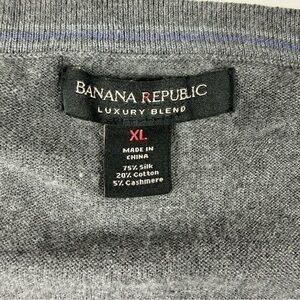 BANANA REPUBLIC
LUXURY BLEND
XL
MADE IN
CHINA
75% Silk
20% Cotton
5% Cashmere